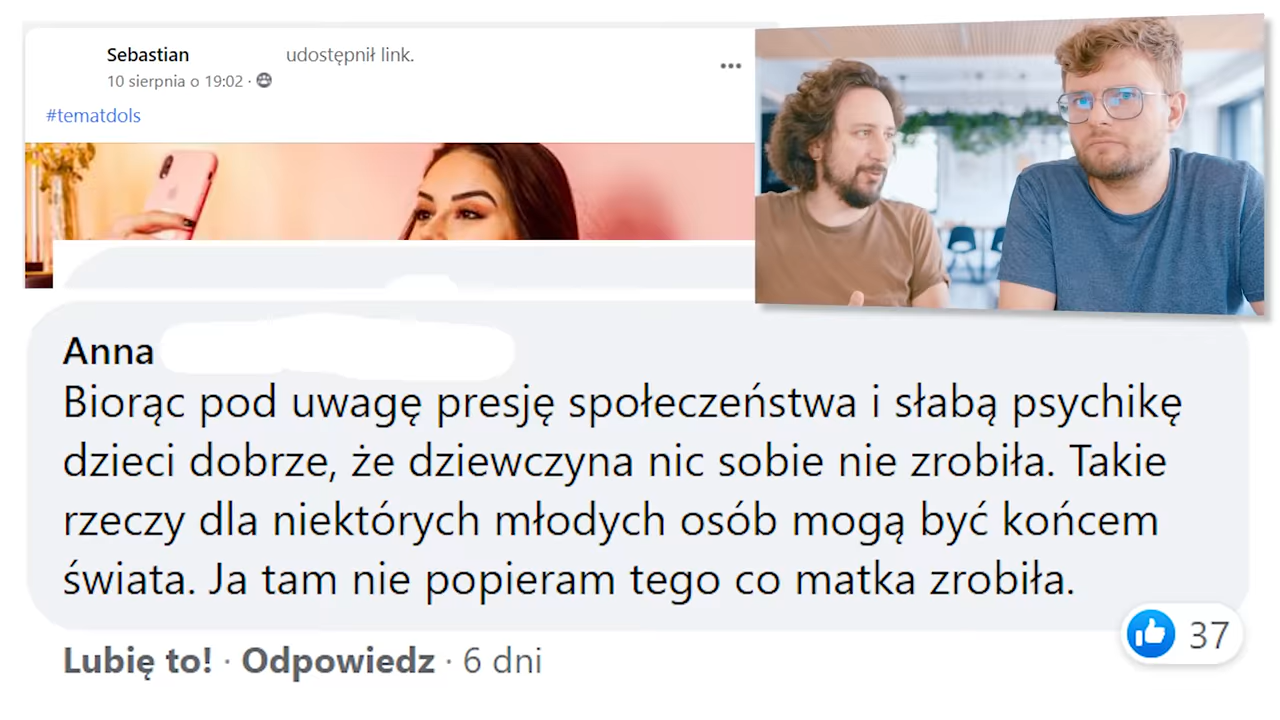 Sebastian udostępnił link.
10 sierpnia o 19:02 ·
#tematdols
Anna
Biorąc pod uwagę presję społeczeństwa i słabą psychikę
dzieci dobrze, że dziewczyna nic sobie nie zrobiła. Takie
rzeczy dla niektórych młodych osób mogą być końcem
świata. Ja tam nie popieram tego co matka zrobiła.
37
Lubię to! · Odpowiedz · 6 dni